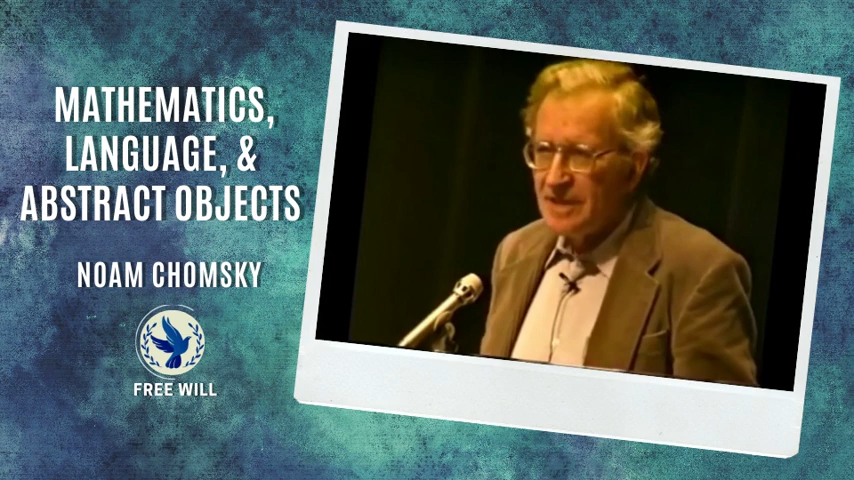 MATHEMATICS,
LANGUAGE, &
ABSTRACT OBJECTS
NOAM CHOMSKY
FREE WILL